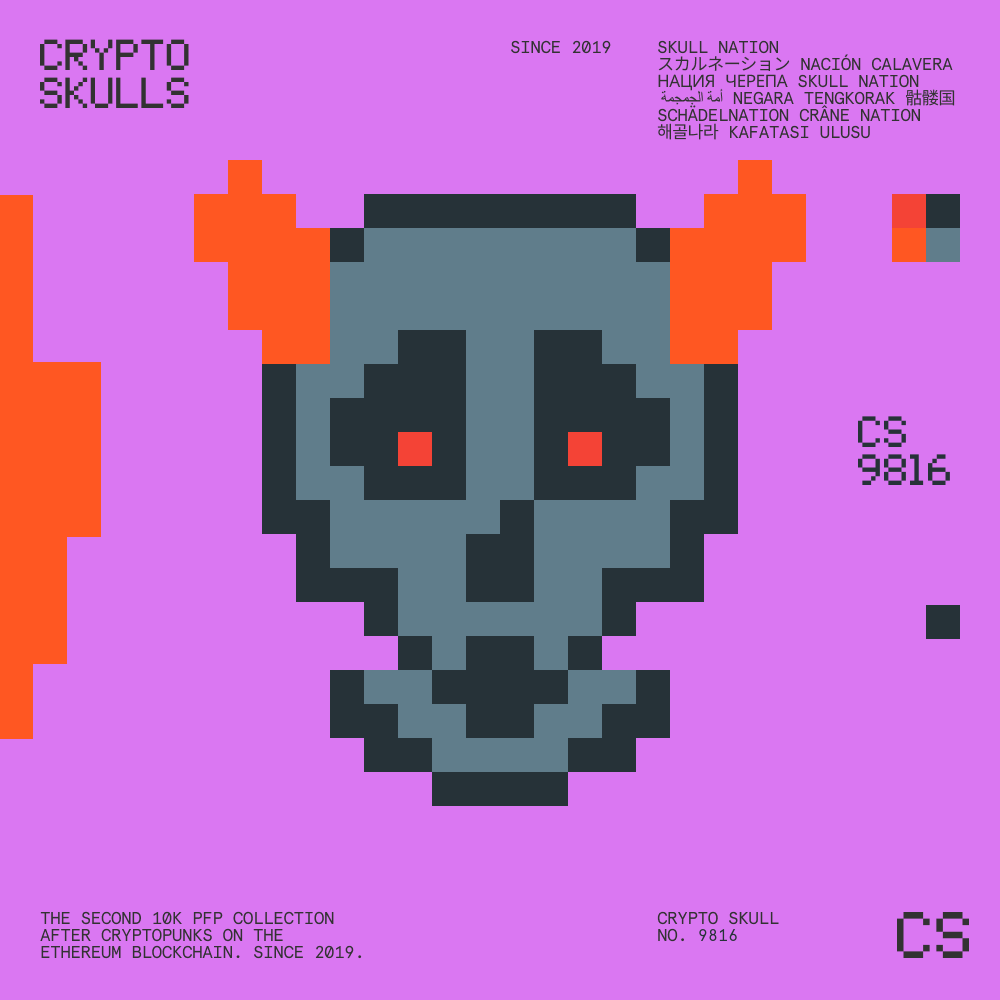 CRYPTO
SKULLS
SINCE 2019
SKULL NATION
スカルネーション NACIÓN CALAVERA
НАЦИЯ ЧЕРЕПА SKULL NATION
أمة الجمجمة NEGARA TENGKORAK 骷髅国
SCHÄDELNATION CRÂNE NATION
해골나라 KAFATASI ULUSU
CS
9816
THE SECOND 10K PFP COLLECTION
AFTER CRYPTOPUNKS ON THE
ETHEREUM BLOCKCHAIN. SINCE 2019.
CRYPTO SKULL
NO. 9816
CS